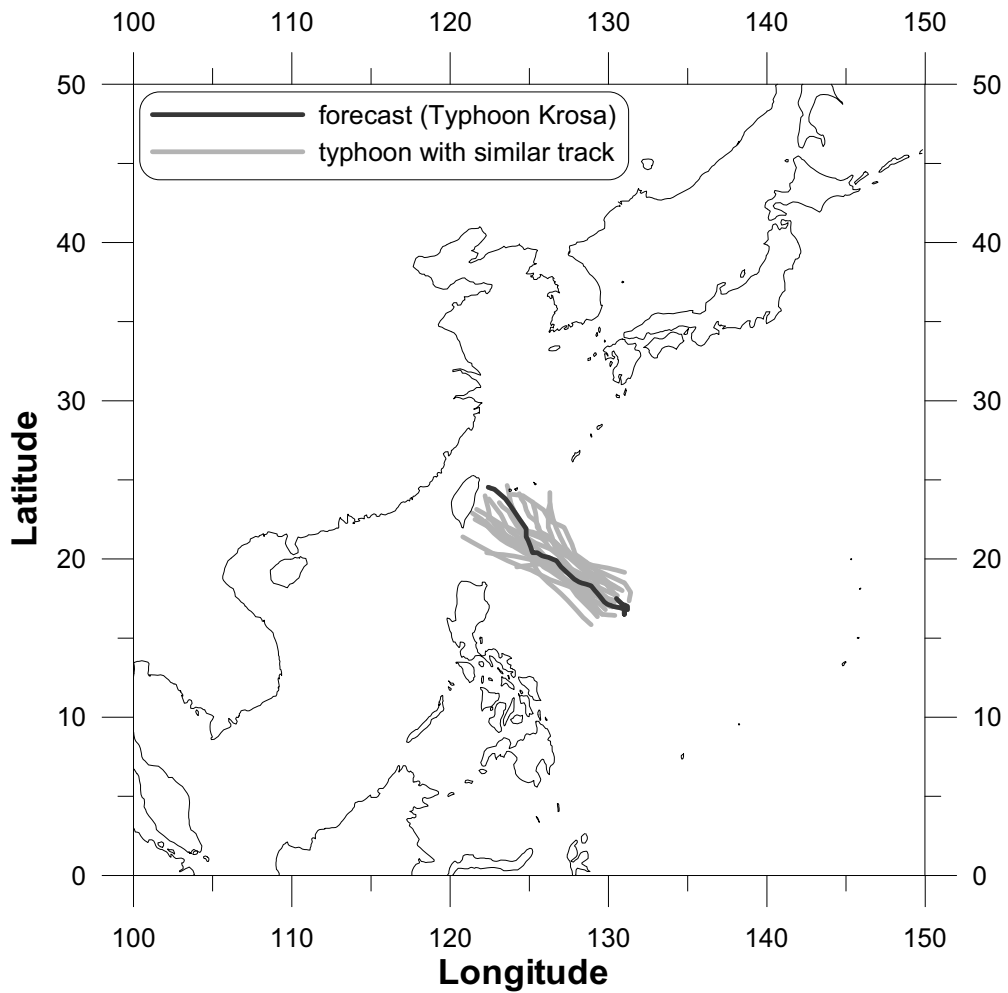 100 110 120 130 140 150
50 50
forecast (Typhoon Krosa)
typhoon with similar track
40 40
30 30
Latitude
20 20
10 10
0 0
100 110 120 130 140 150
Longitude